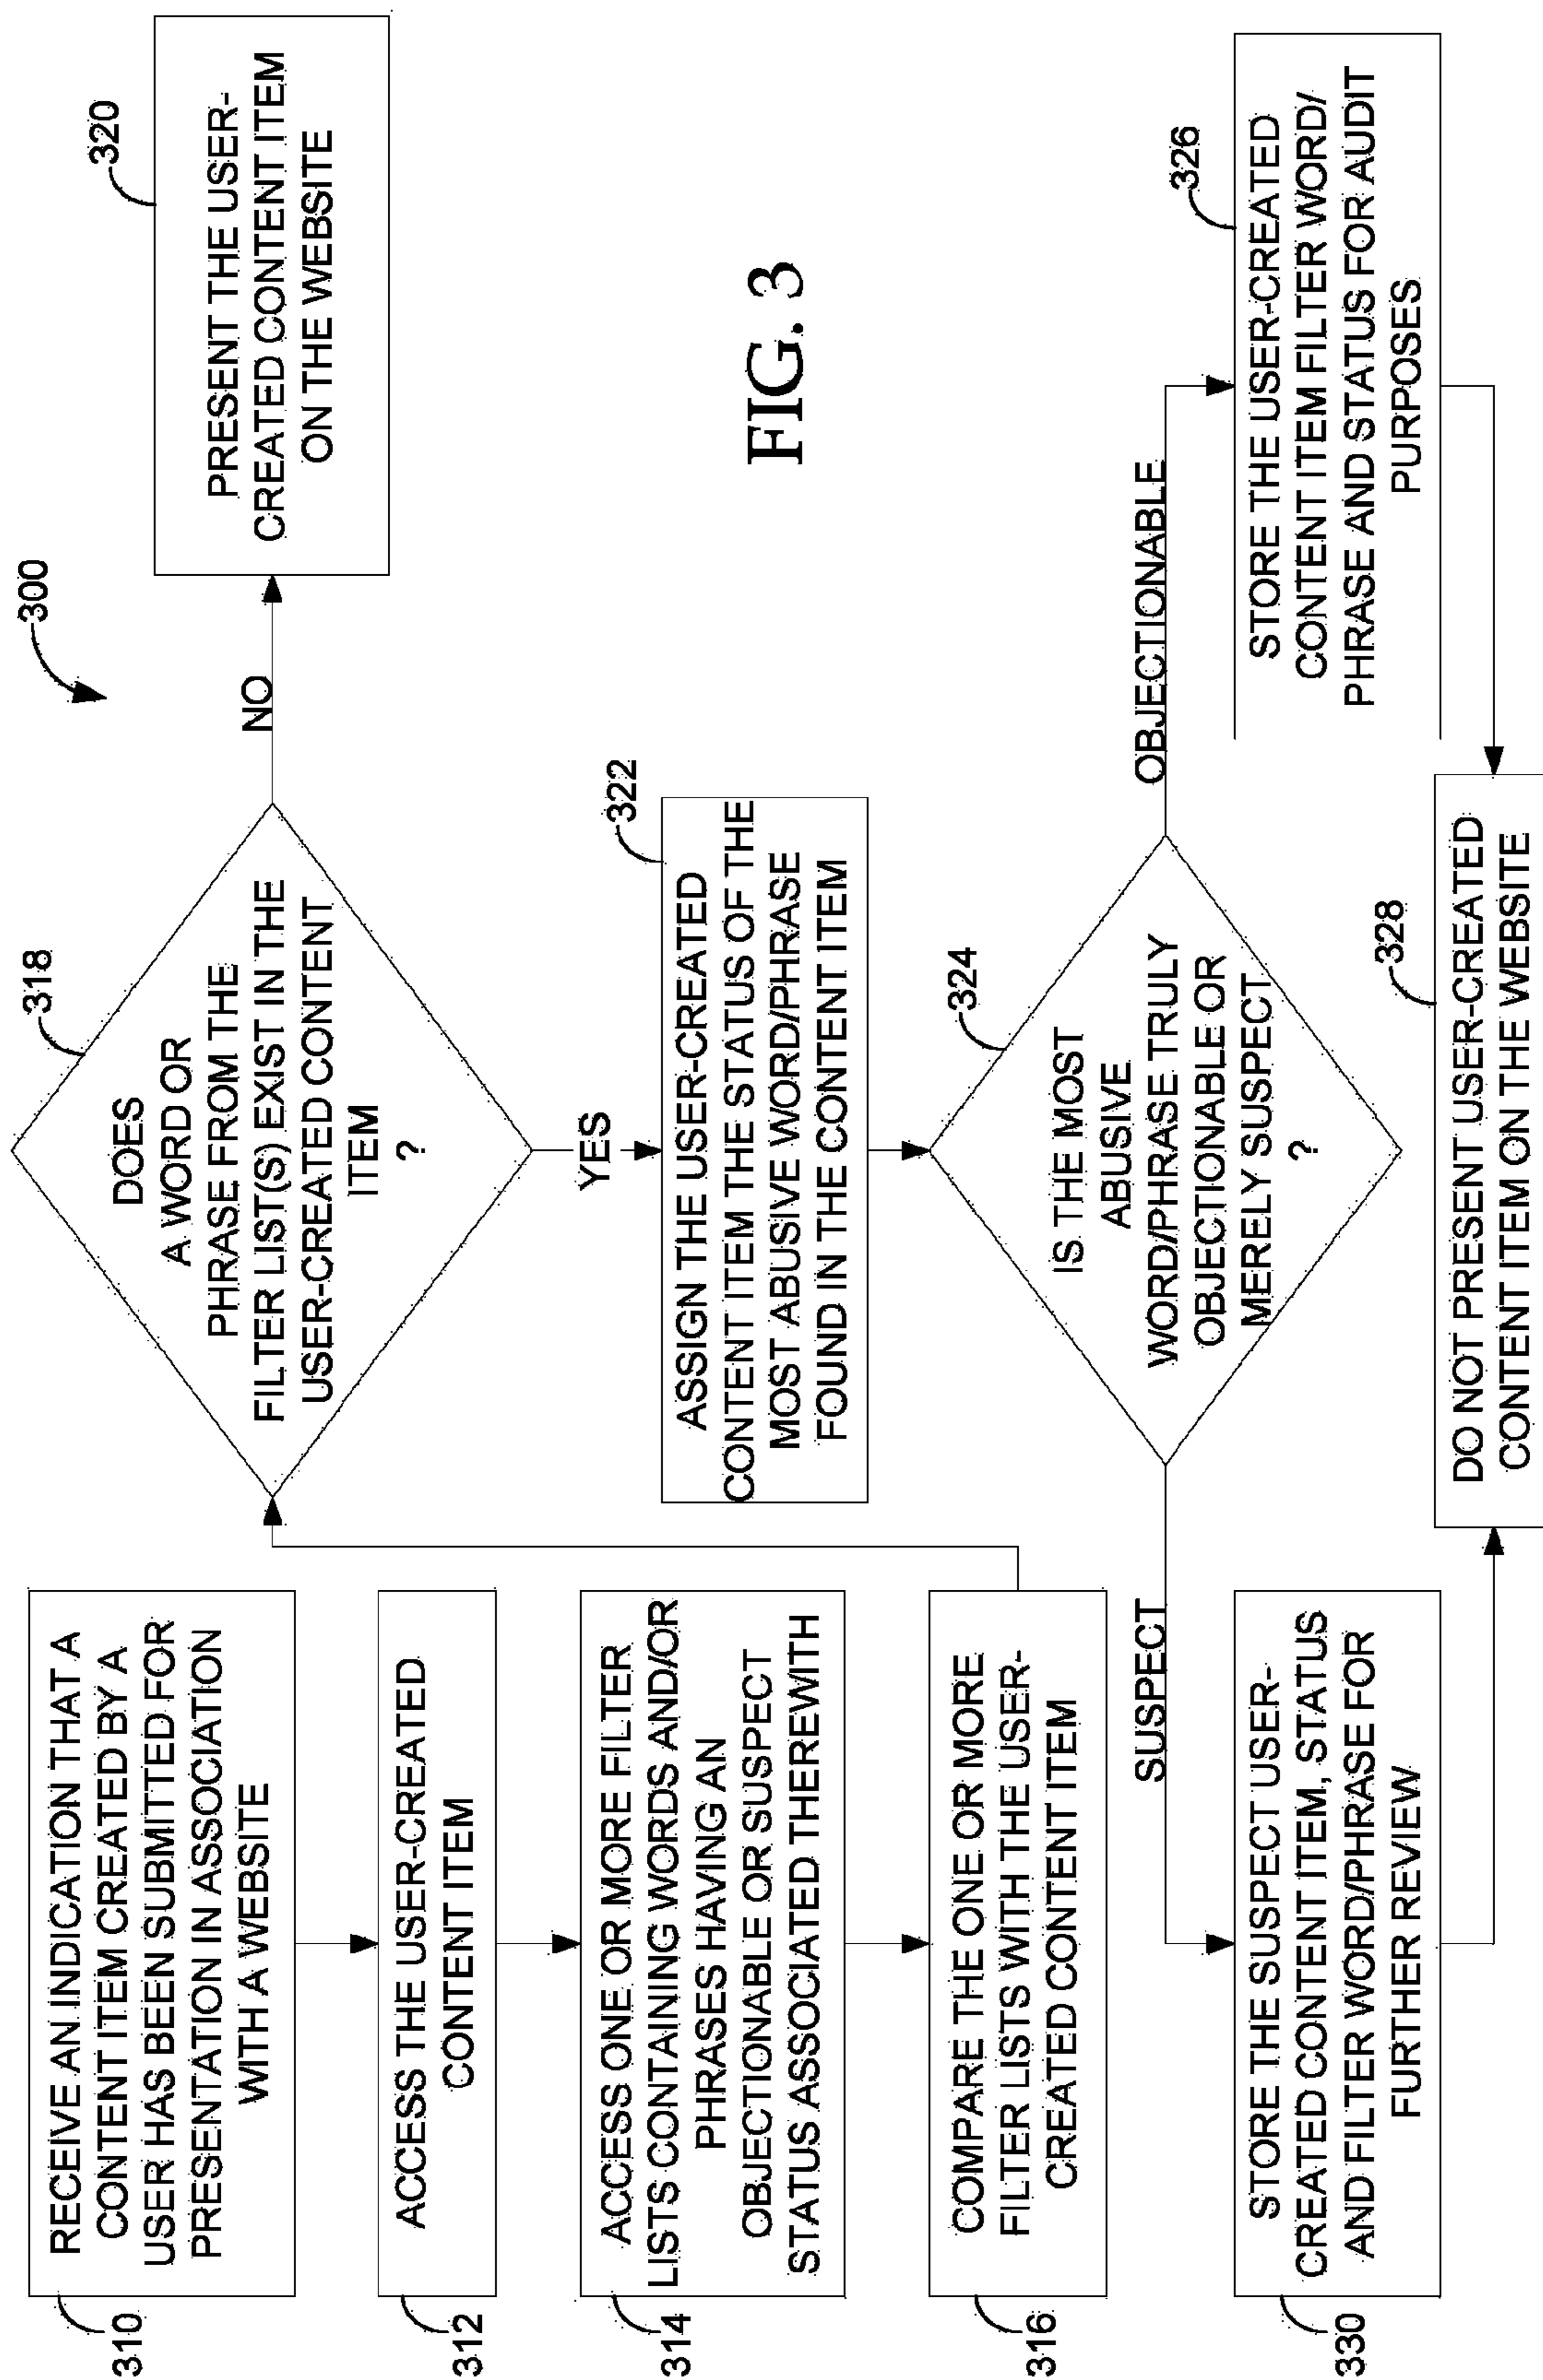 300
310
RECEIVE AN INDICATION THAT A
CONTENT ITEM CREATED BY A
USER HAS BEEN SUBMITTED FOR
PRESENTATION IN ASSOCIATION
WITH A WEBSITE
312
ACCESS THE USER-CREATED
CONTENT ITEM
314
ACCESS ONE OR MORE FILTER
LISTS CONTAINING WORDS AND/OR
PHRASES HAVING AN
OBJECTIONABLE OR SUSPECT
STATUS ASSOCIATED THEREWITH
316
COMPARE THE ONE OR MORE
FILTER LISTS WITH THE USER-
CREATED CONTENT ITEM
318
DOES
A WORD OR
PHRASE FROM THE
FILTER LIST(S) EXIST IN THE
USER-CREATED CONTENT
ITEM
?
NO
320
PRESENT THE USER-
CREATED CONTENT ITEM
ON THE WEBSITE
YES
322
ASSIGN THE USER-CREATED
CONTENT ITEM THE STATUS OF THE
MOST ABUSIVE WORD/PHRASE
FOUND IN THE CONTENT ITEM
324
IS THE MOST
ABUSIVE
WORD/PHRASE TRULY
OBJECTIONABLE OR
MERELY SUSPECT
?
OBJECTIONABLE
326
STORE THE USER-CREATED
CONTENT ITEM FILTER WORD/
PHRASE AND STATUS FOR AUDIT
PURPOSES
SUSPECT
330
STORE THE SUSPECT USER-
CREATED CONTENT ITEM, STATUS
AND FILTER WORD/PHRASE FOR
FURTHER REVIEW
328
DO NOT PRESENT USER-CREATED
CONTENT ITEM ON THE WEBSITE
FIG. 3